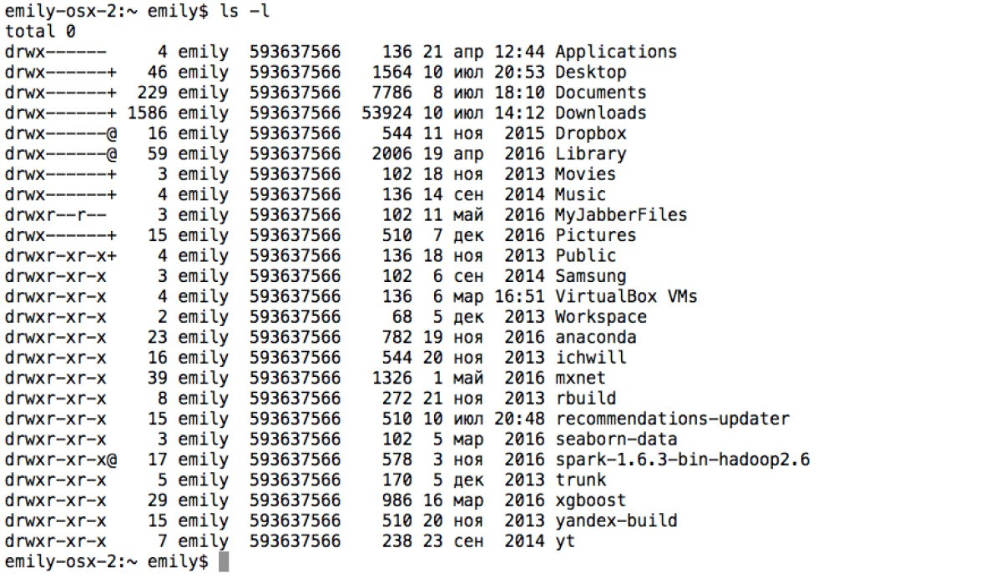 emily-osx-2:~ emily$ ls -l
total 0
drwx------   4 emily  593637566    136 21 апр 12:44 Applications
drwx------+  46 emily  593637566   1564 10 июл 20:53 Desktop
drwx------+ 229 emily  593637566   7786  8 июл 18:10 Documents
drwx------+ 1586 emily  593637566  53924 10 июл 14:12 Downloads
drwx------@  16 emily  593637566    544 11 ноя  2015 Dropbox
drwx------@  59 emily  593637566   2006 19 апр  2016 Library
drwx------+   3 emily  593637566    102 18 ноя  2013 Movies
drwx------+   4 emily  593637566    136 14 сен  2014 Music
drwxr--r--    3 emily  593637566    102 11 май  2016 MyJabberFiles
drwx------+  15 emily  593637566    510  7 дек  2016 Pictures
drwxr-xr-x+   4 emily  593637566    136 18 ноя  2013 Public
drwxr-xr-x    3 emily  593637566    102  6 сен  2014 Samsung
drwxr-xr-x    4 emily  593637566    136  6 мар 16:51 VirtualBox VMs
drwxr-xr-x    2 emily  593637566     68  5 дек  2013 Workspace
drwxr-xr-x   23 emily  593637566    782 19 ноя  2016 anaconda
drwxr-xr-x   16 emily  593637566    544 20 ноя  2013 ichwill
drwxr-xr-x   39 emily  593637566   1326  1 май  2016 mxnet
drwxr-xr-x    8 emily  593637566    272 21 ноя  2013 rbuild
drwxr-xr-x   15 emily  593637566    510 10 июл 20:48 recommendations-updater
drwxr-xr-x    3 emily  593637566    102  5 мар  2016 seaborn-data
drwxr-xr-x@  17 emily  593637566    578  3 ноя  2016 spark-1.6.3-bin-hadoop2.6
drwxr-xr-x    5 emily  593637566    170  5 дек  2013 trunk
drwxr-xr-x   29 emily  593637566    986 16 мар  2016 xgboost
drwxr-xr-x   15 emily  593637566    510 20 ноя  2013 yandex-build
drwxr-xr-x    7 emily  593637566    238 23 сен  2014 yt
emily-osx-2:~ emily$